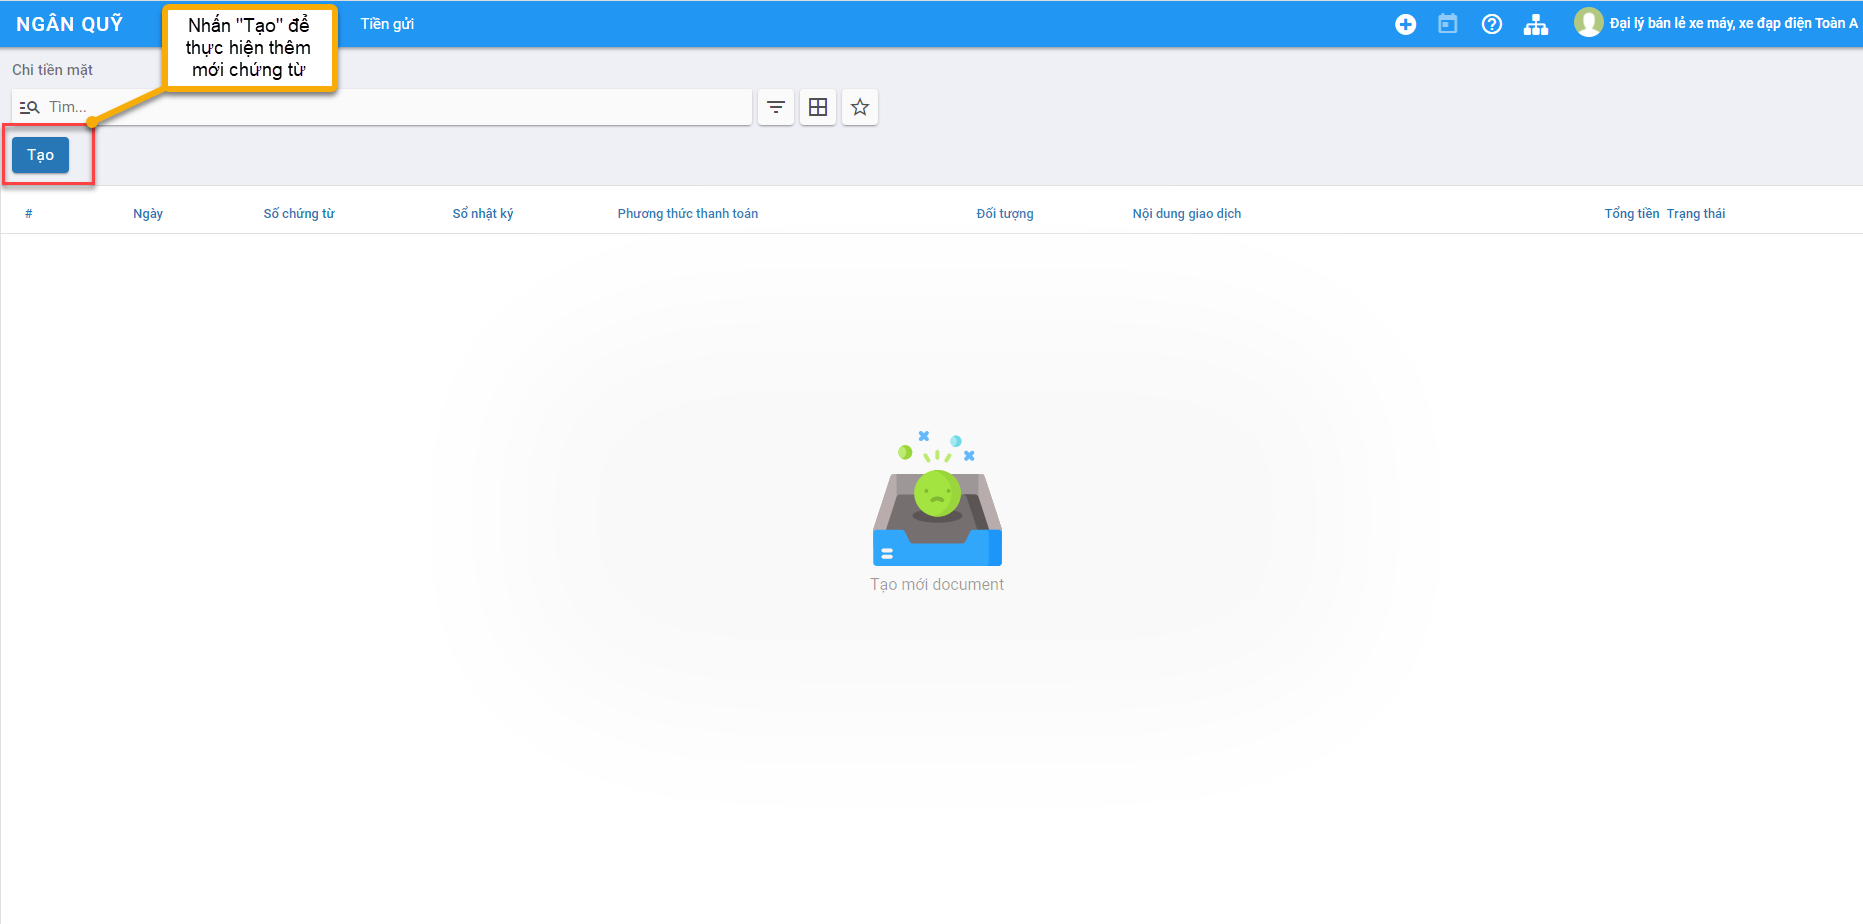 NGÂN QUỸ
Nhấn "Tạo" để
thực hiện thêm
mới chứng từ
Tiền gửi
Đại lý bán lẻ xe máy, xe đạp điện Toàn A
Chi tiền mặt
Tìm...
Tạo
# Ngày Số chứng từ Sổ nhật ký Phương thức thanh toán Đối tượng Nội dung giao dịch Tổng tiền Trạng thái
Tạo mới document